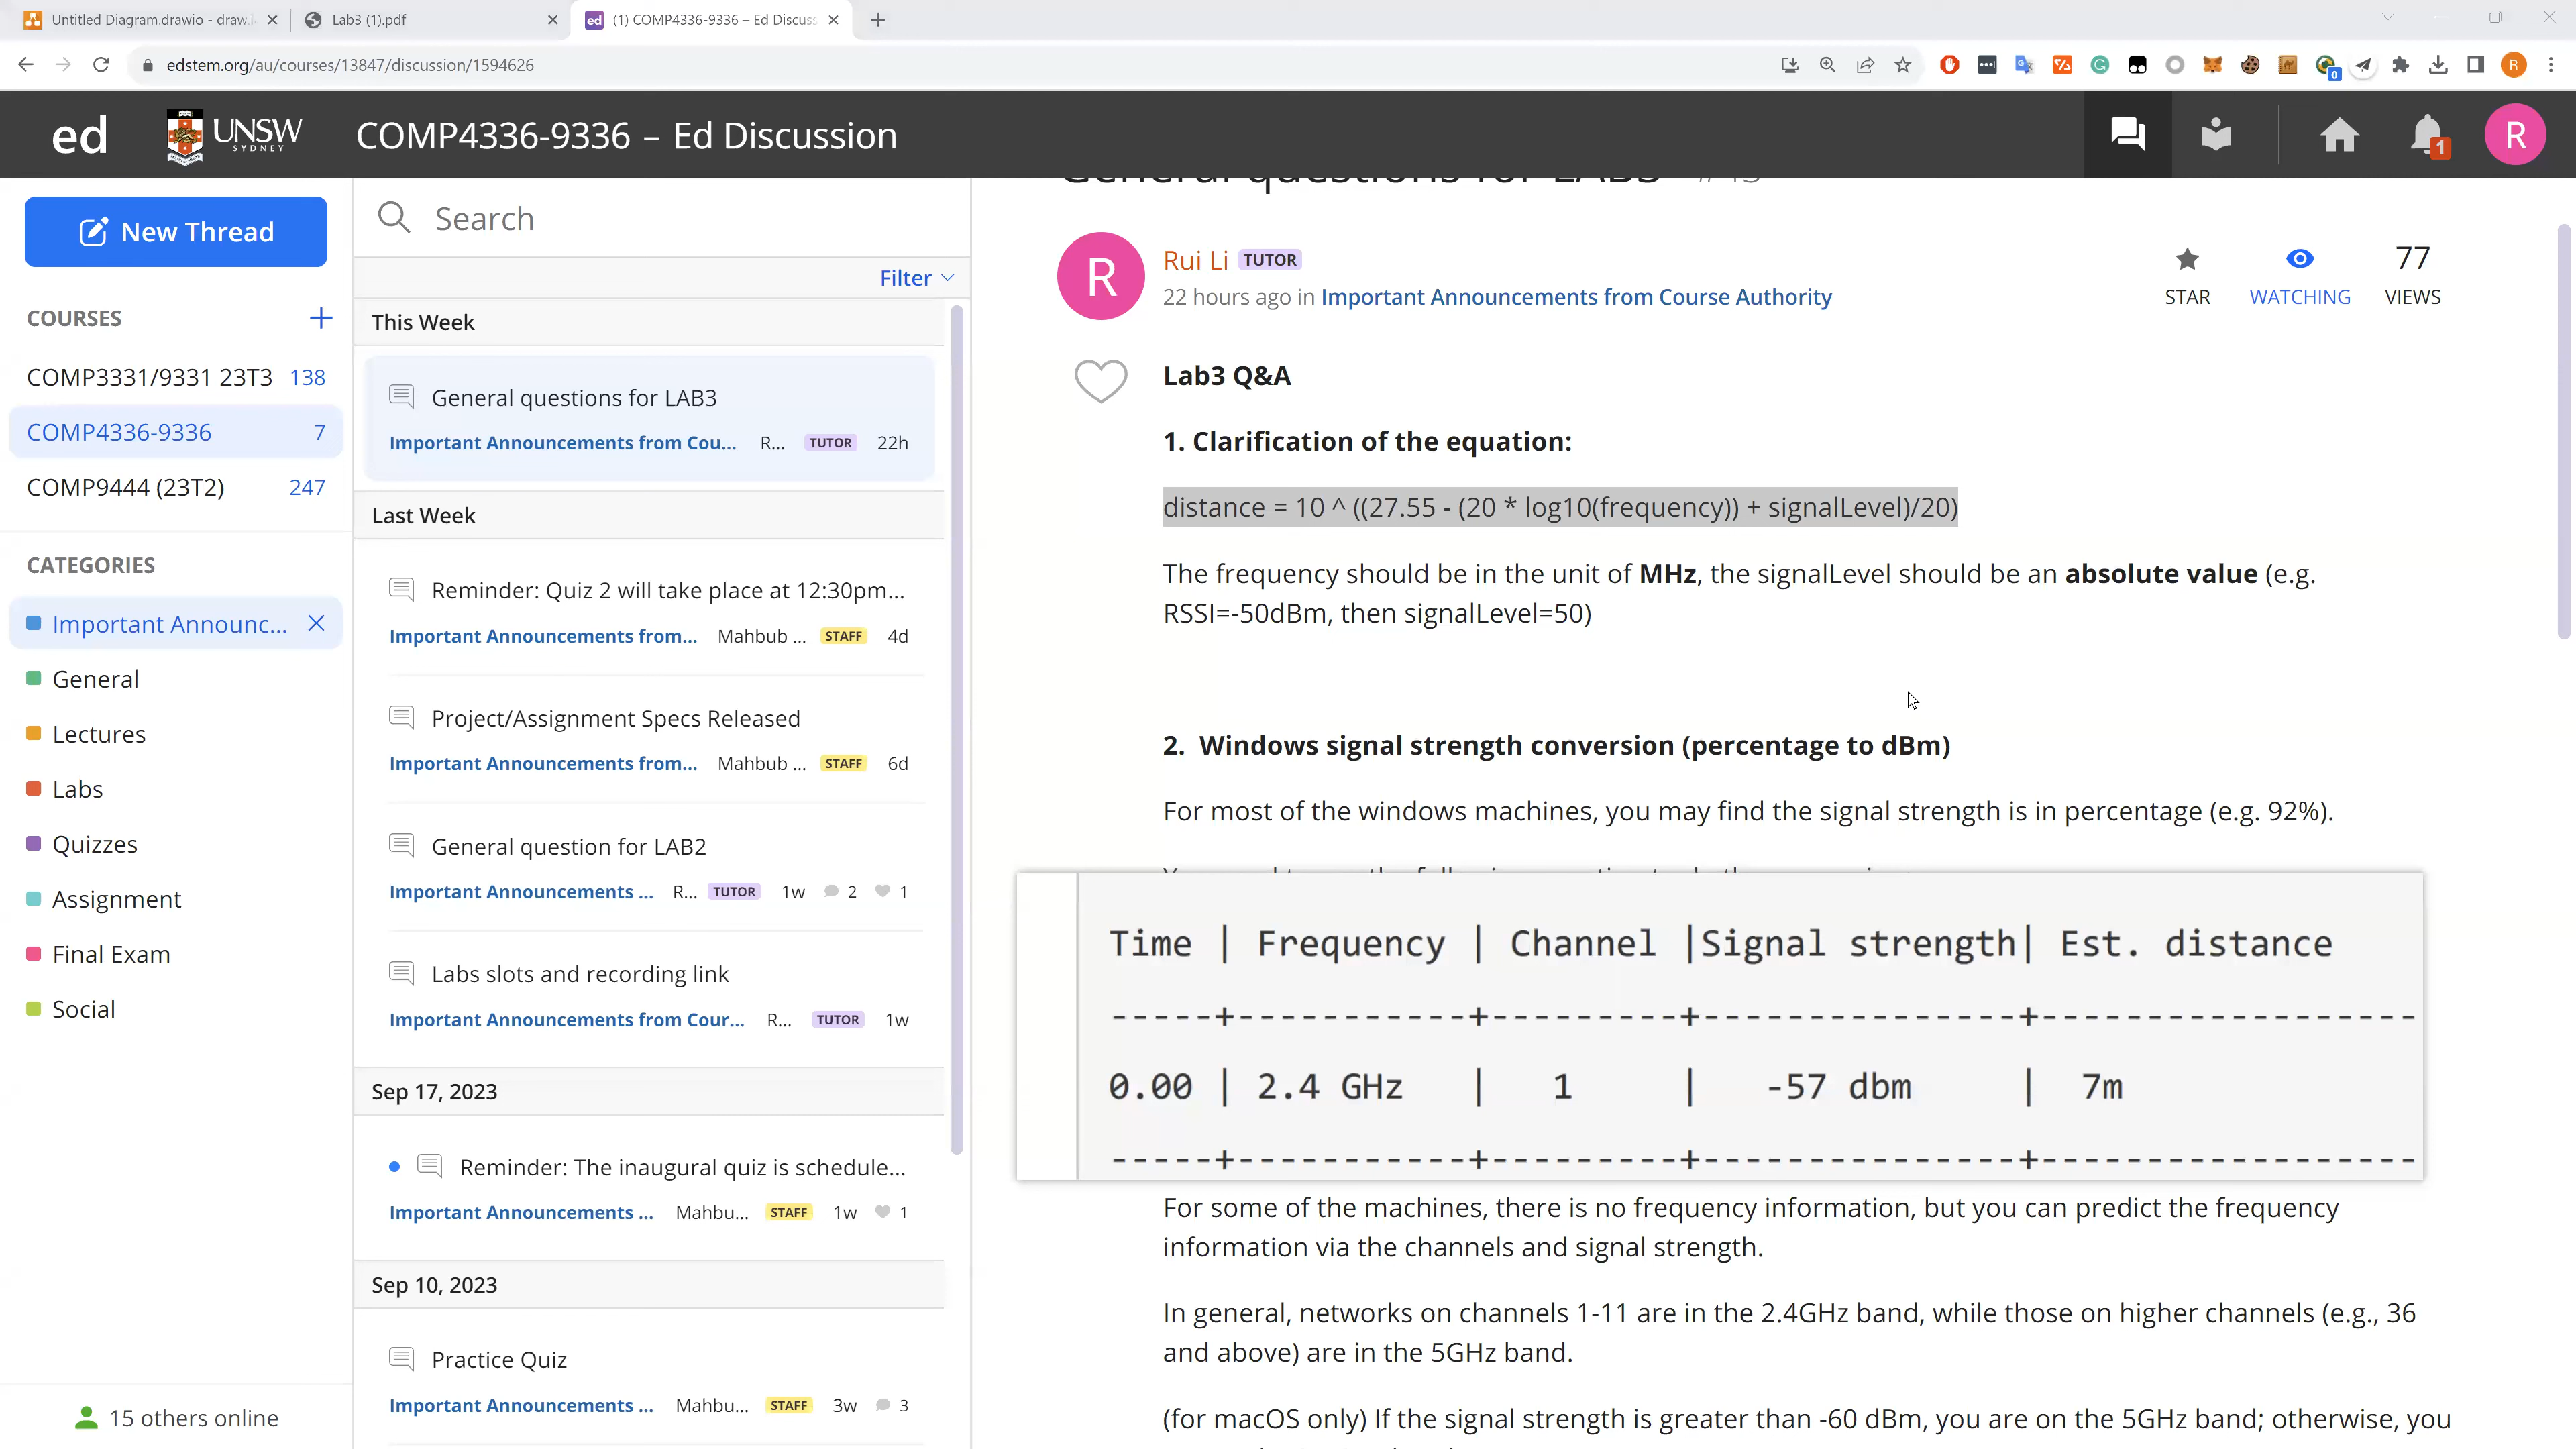 Untitled Diagram.drawio - draw.i
Lab3 (1).pdf
(1) COMP4336-9336 – Ed Discuss
edstem.org/au/courses/13847/discussion/1594626
ed
UNSW
SYDNEY
COMP4336-9336 – Ed Discussion
1
R
New Thread
COURSES
COMP3331/9331 23T3 138
COMP4336-9336 7
COMP9444 (23T2) 247
CATEGORIES
Important Announc...
General
Lectures
Labs
Quizzes
Assignment
Final Exam
Social
15 others online
Search
Filter
This Week
General questions for LAB3
Important Announcements from Cou... R... TUTOR 22h
Last Week
Reminder: Quiz 2 will take place at 12:30pm...
Important Announcements from... Mahbub ... STAFF 4d
Project/Assignment Specs Released
Important Announcements from... Mahbub ... STAFF 6d
General question for LAB2
Important Announcements ... R... TUTOR 1w 2 1
Labs slots and recording link
Important Announcements from Cour... R... TUTOR 1w
Sep 17, 2023
Reminder: The inaugural quiz is schedule...
Important Announcements ... Mahbu... STAFF 1w 1
Sep 10, 2023
Practice Quiz
Important Announcements ... Mahbu... STAFF 3w 3
General questions for LAB3
R
Rui Li TUTOR
22 hours ago in Important Announcements from Course Authority
STAR
WATCHING
77
VIEWS
Lab3 Q&A
1. Clarification of the equation:
distance = 10 ^ ((27.55 - (20 * log10(frequency)) + signalLevel)/20)
The frequency should be in the unit of MHz, the signalLevel should be an absolute value (e.g.
RSSI=-50dBm, then signalLevel=50)
2. Windows signal strength conversion (percentage to dBm)
For most of the windows machines, you may find the signal strength is in percentage (e.g. 92%).
Time | Frequency | Channel |Signal strength| Est. distance
-----+-----------+---------+---------------+------------------
0.00 | 2.4 GHz | 1 | -57 dbm | 7m
-----+-----------+---------+---------------+------------------
For some of the machines, there is no frequency information, but you can predict the frequency
information via the channels and signal strength.
In general, networks on channels 1-11 are in the 2.4GHz band, while those on higher channels (e.g., 36
and above) are in the 5GHz band.
(for macOS only) If the signal strength is greater than -60 dBm, you are on the 5GHz band; otherwise, you